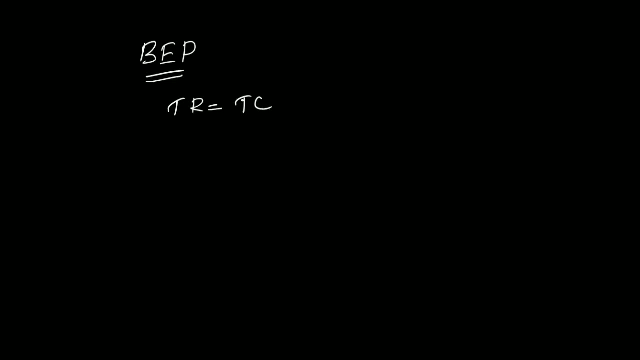 BEP
TR = TC